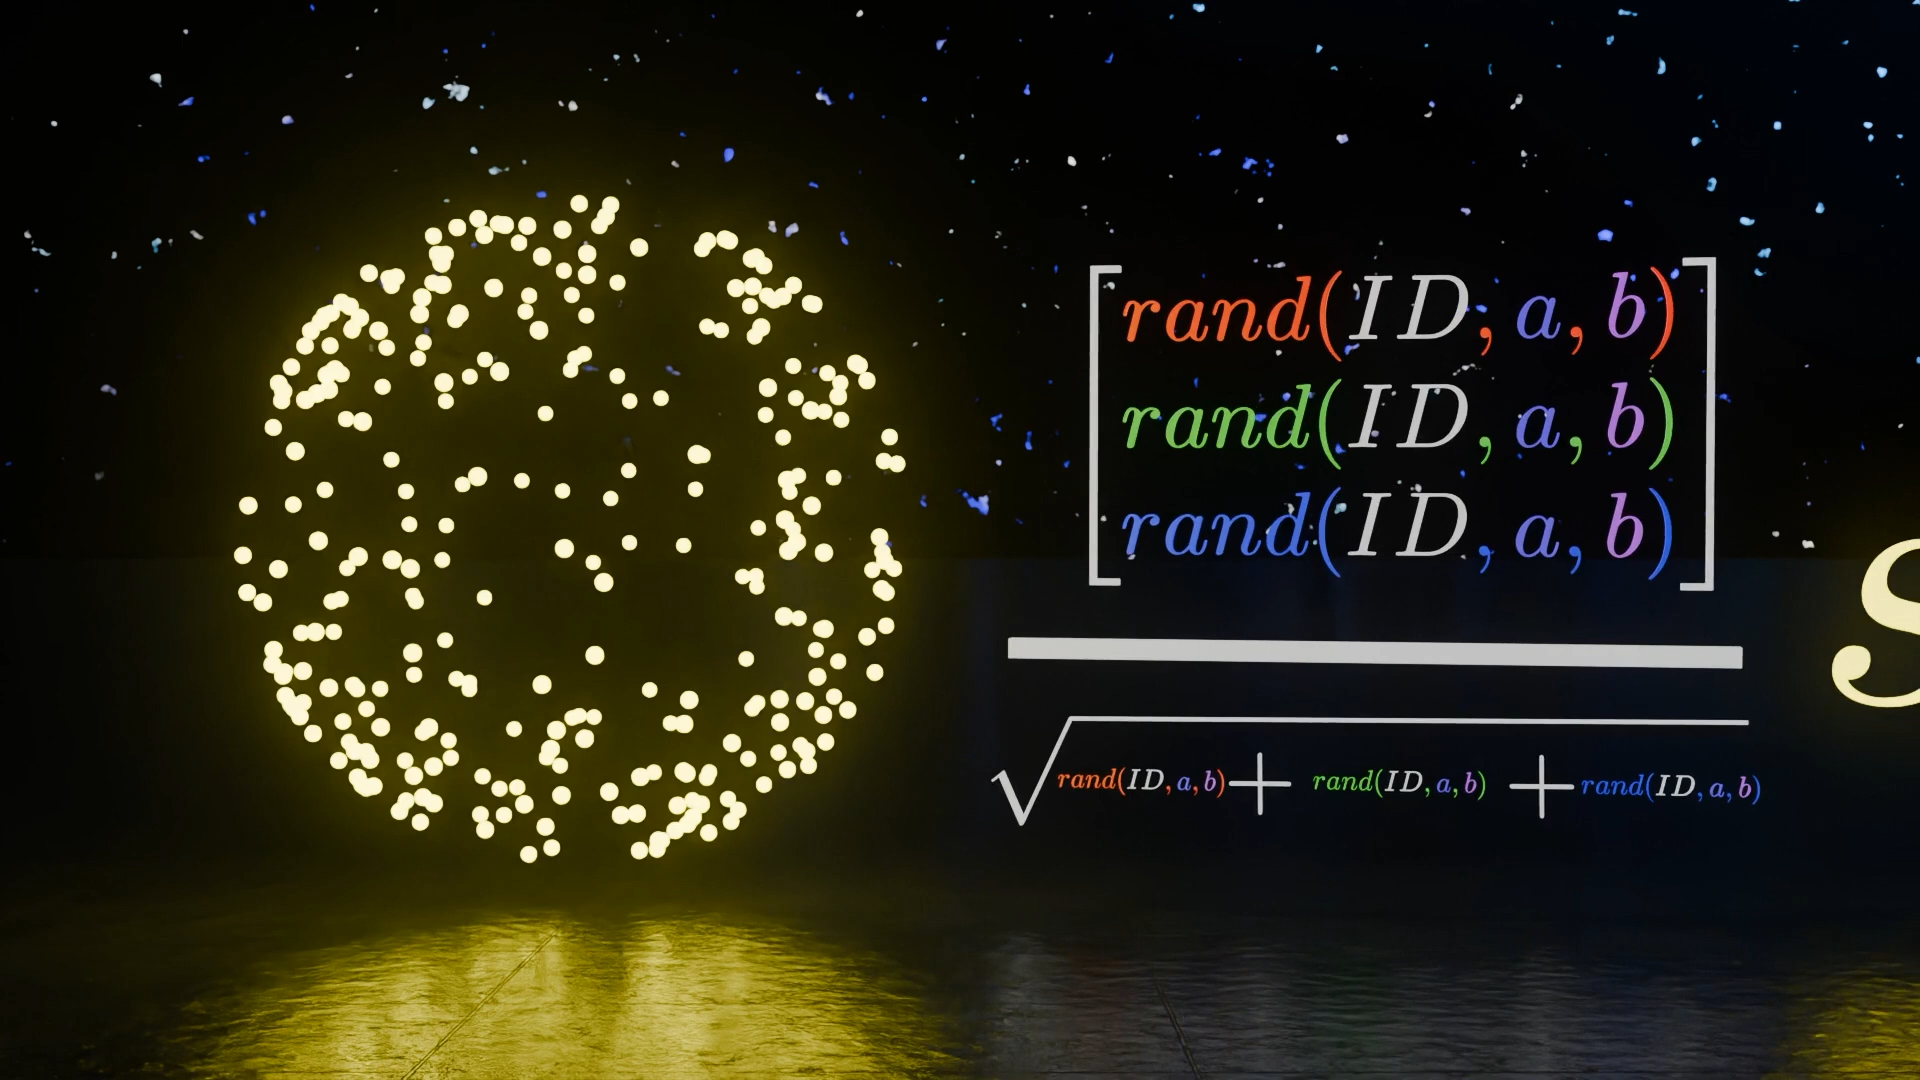 rand(ID, a, b)
rand(ID, a, b)
rand(ID, a, b)
√rand(ID, a, b) + rand(ID, a, b) + rand(ID, a, b)
s